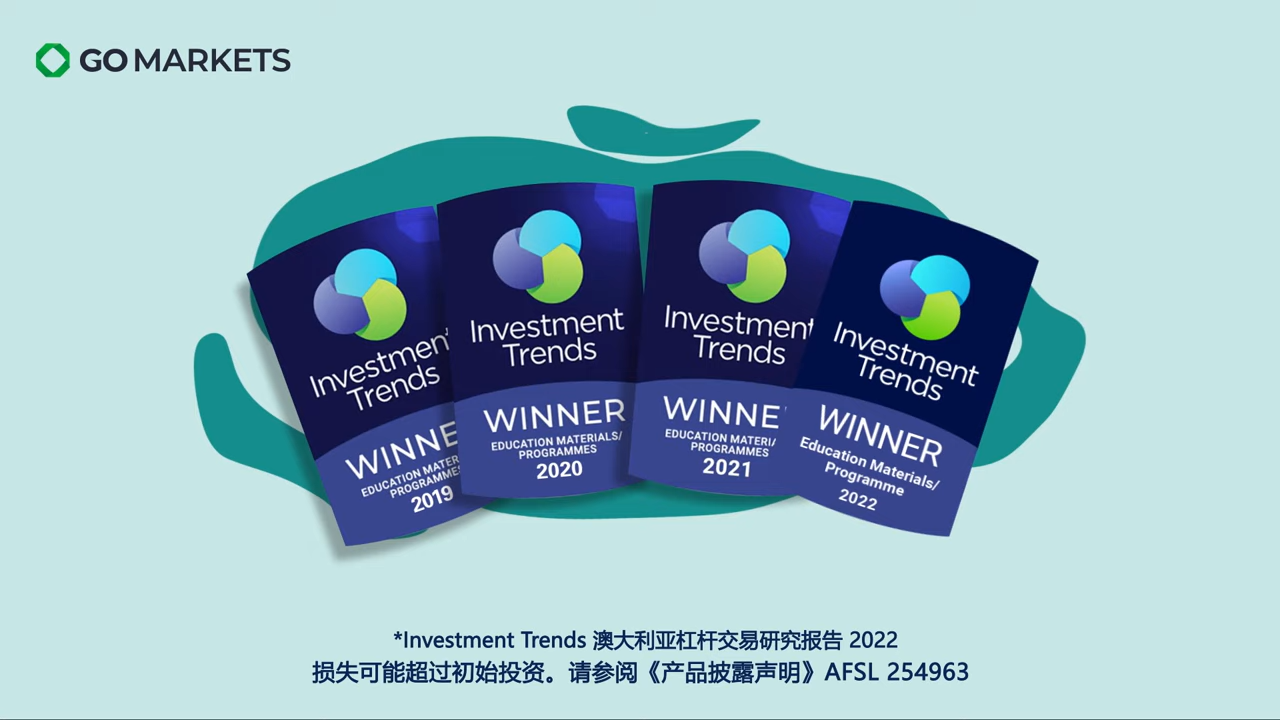 GO MARKETS
Investment
Trends
WINNE
EDUCATION MATER
PROGRAMMES
2019
Investment
Trends
WINNER
EDUCATION MATERIALS/
PROGRAMMES
2020
Investment
Trends
WINNE
EDUCATION MATERIA
PROGRAMMES
2021
Investment
Trends
WINNER
Education Materials/
Programme
2022
*Investment Trends 澳大利亚杠杆交易研究报告 2022
损失可能超过初始投资。请参阅《产品披露声明》AFSL 254963